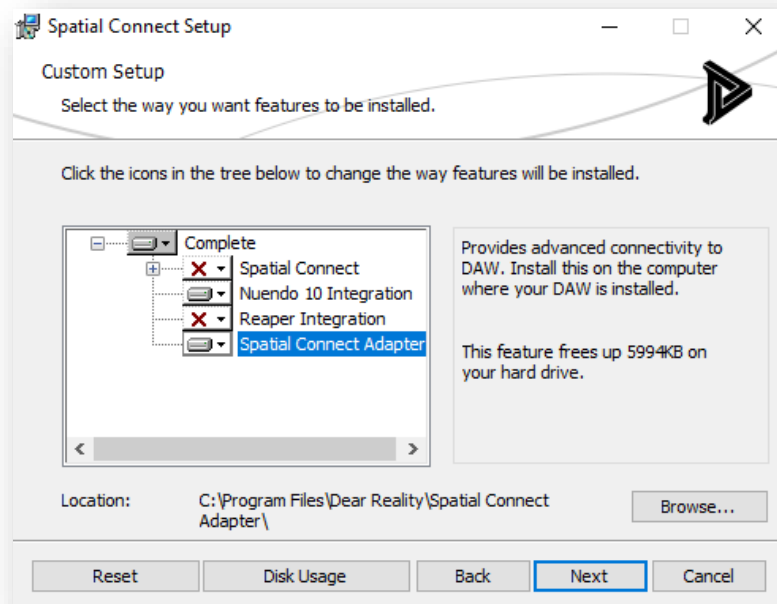 Spatial Connect Setup
Custom Setup
Select the way you want features to be installed.
Click the icons in the tree below to change the way features will be installed.
Complete
Spatial Connect
Nuendo 10 Integration
Reaper Integration
Spatial Connect Adapter
Provides advanced connectivity to
DAW. Install this on the computer
where your DAW is installed.
This feature frees up 5994KB on
your hard drive.
Location:
C:\Program Files\Dear Reality\Spatial Connect
Adapter\
Browse...
Reset
Disk Usage
Back
Next
Cancel